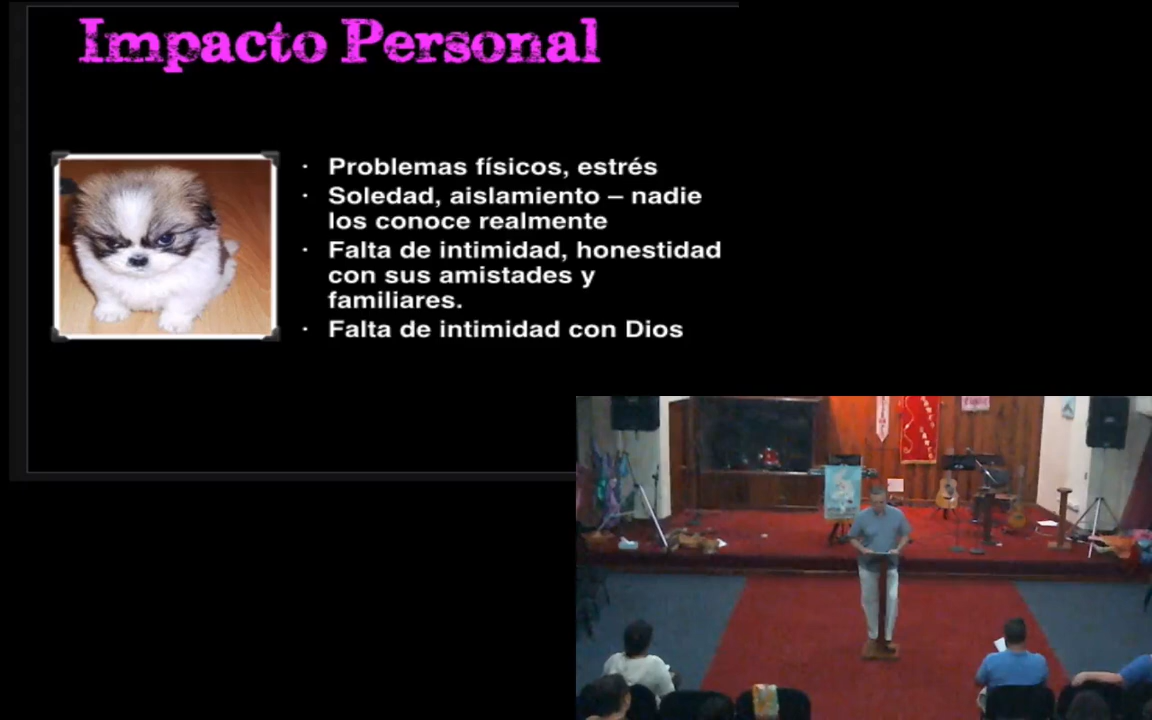 Impacto Personal
· Problemas físicos, estrés
· Soledad, aislamiento – nadie
los conoce realmente
· Falta de intimidad, honestidad
con sus amistades y
familiares.
· Falta de intimidad con Dios